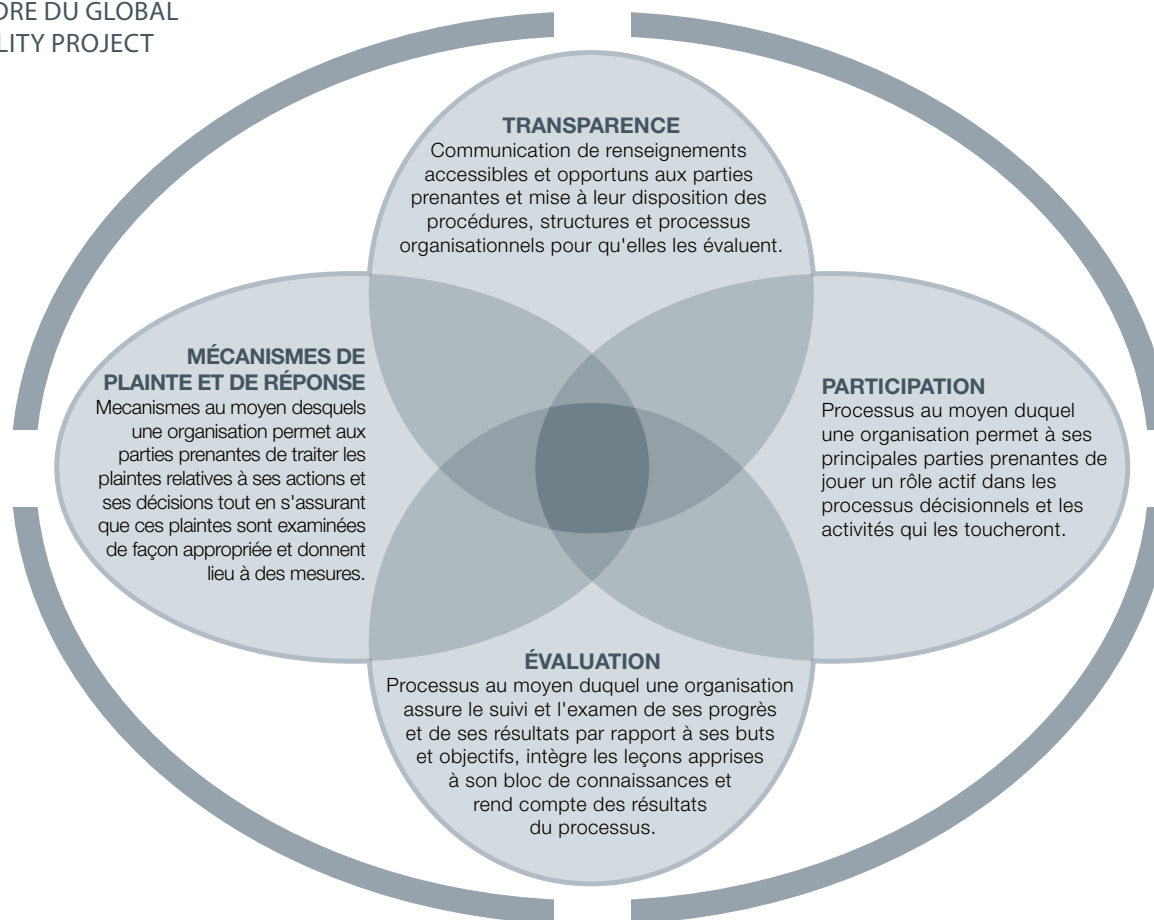 DRE DU GLOBAL
LITY PROJECT
TRANSPARENCE
Communication de renseignements
accessibles et opportuns aux parties
prenantes et mise à leur disposition des
procédures, structures et processus
organisationnels pour qu'elles les évaluent.
MÉCANISMES DE
PLAINTE ET DE RÉPONSE
Mecanismes au moyen desquels
une organisation permet aux
parties prenantes de traiter les
plaintes relatives à ses actions et
ses décisions tout en s'assurant
que ces plaintes sont examinées
de façon appropriée et donnent
lieu à des mesures.
PARTICIPATION
Processus au moyen duquel
une organisation permet à ses
principales parties prenantes de
jouer un rôle actif dans les
processus décisionnels et les
activités qui les toucheront.
ÉVALUATION
Processus au moyen duquel une organisation
assure le suivi et l'examen de ses progrès
et de ses résultats par rapport à ses buts
et objectifs, intègre les leçons apprises
à son bloc de connaissances et
rend compte des résultats
du processus.